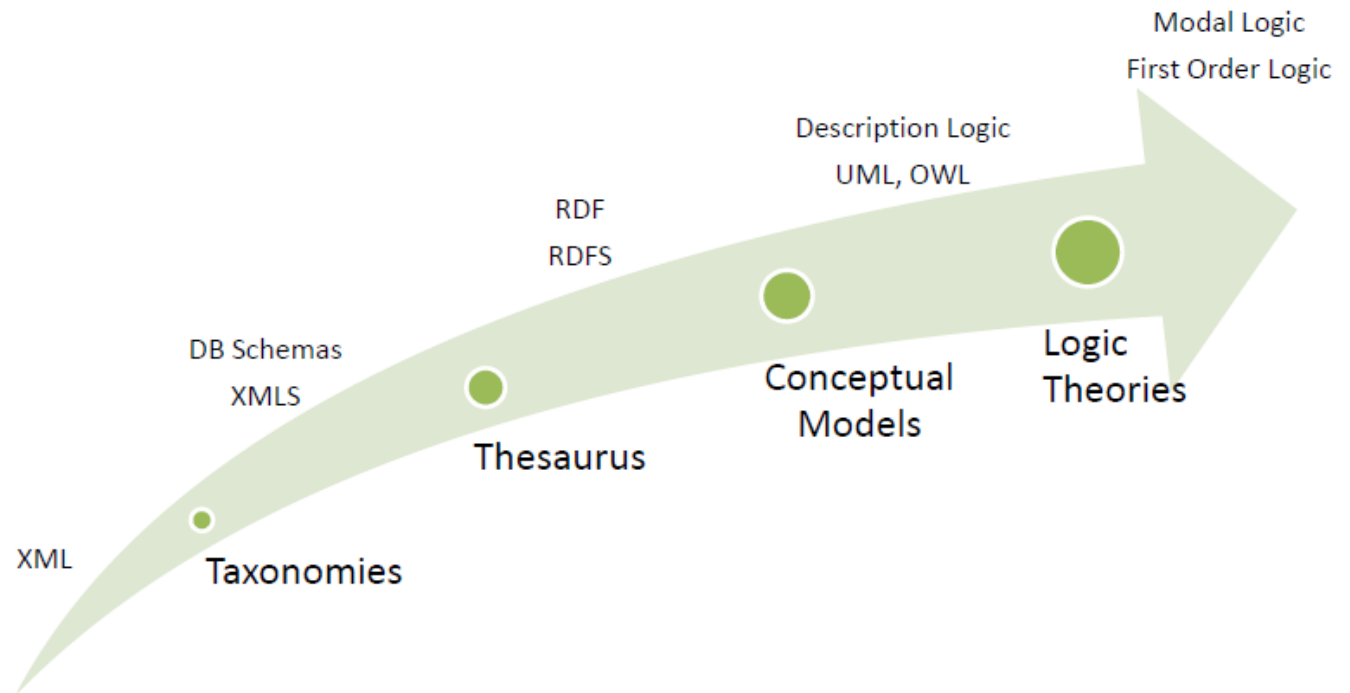 Modal Logic
First Order Logic
Description Logic
UML, OWL
RDF
RDFS
DB Schemas
XMLS
XML
Taxonomies
Thesaurus
Conceptual
Models
Logic
Theories